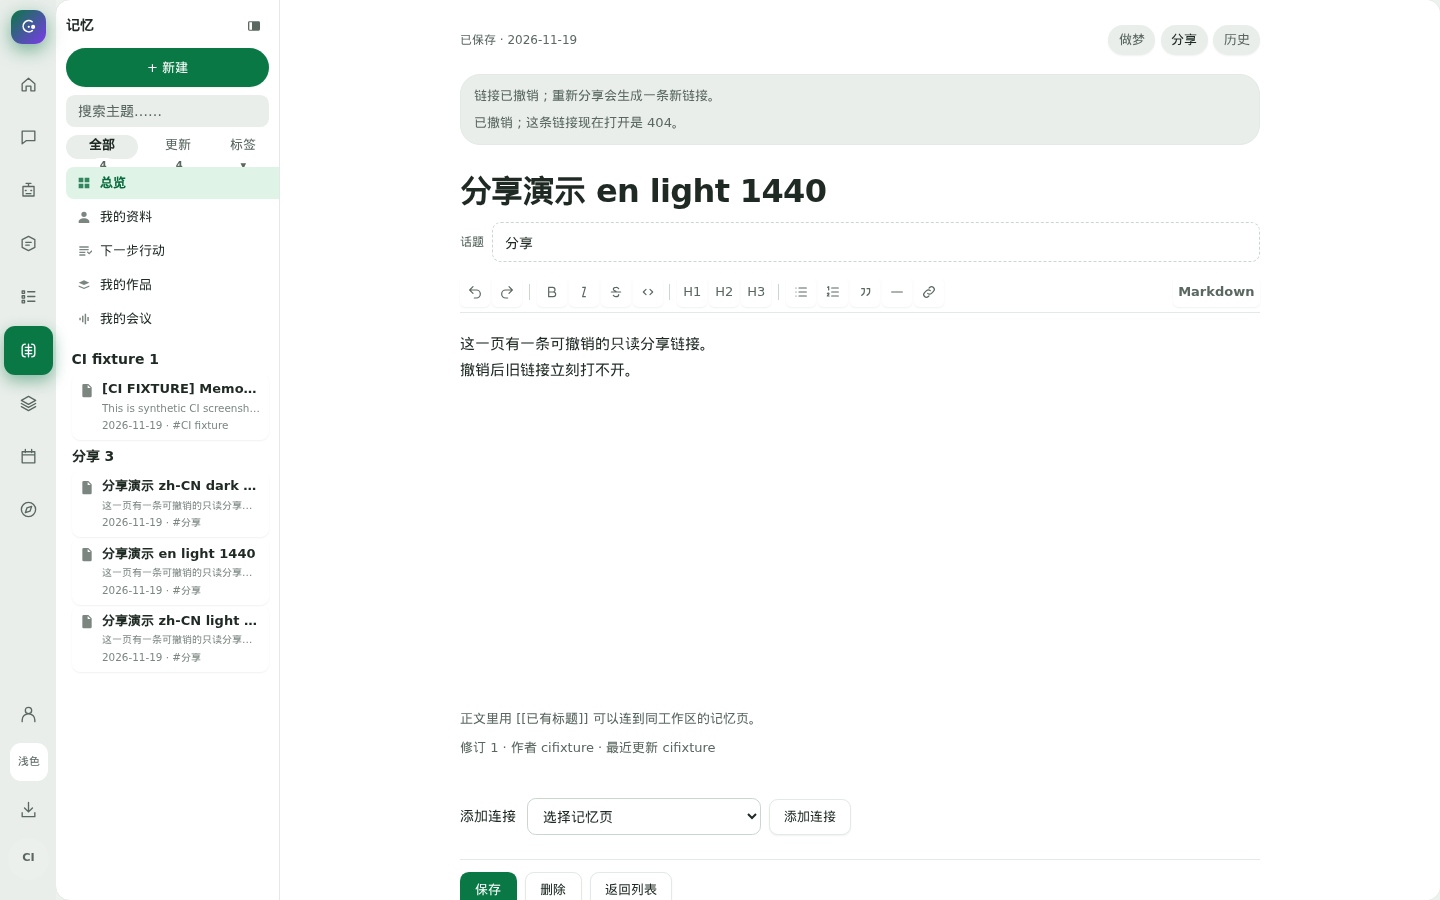 记忆
+ 新建
搜索主题……
全部 更新 标签
4 4 ▾
总览
我的资料
下一步行动
我的作品
我的会议
CI fixture 1
[CI FIXTURE] Memo…
This is synthetic CI screensh…
2026-11-19 · #CI fixture
分享 3
分享演示 zh-CN dark …
这一页有一条可撤销的只读分享…
2026-11-19 · #分享
分享演示 en light 1440
这一页有一条可撤销的只读分享…
2026-11-19 · #分享
分享演示 zh-CN light …
这一页有一条可撤销的只读分享…
2026-11-19 · #分享
浅色
CI
已保存 · 2026-11-19
做梦 分享 历史
链接已撤销；重新分享会生成一条新链接。
已撤销；这条链接现在打开是 404。
分享演示 en light 1440
话题 分享
B I S H1 H2 H3 Markdown
这一页有一条可撤销的只读分享链接。
撤销后旧链接立刻打不开。
正文里用 [[已有标题]] 可以连到同工作区的记忆页。
修订 1 · 作者 cifixture · 最近更新 cifixture
添加连接 选择记忆页 添加连接
保存 删除 返回列表